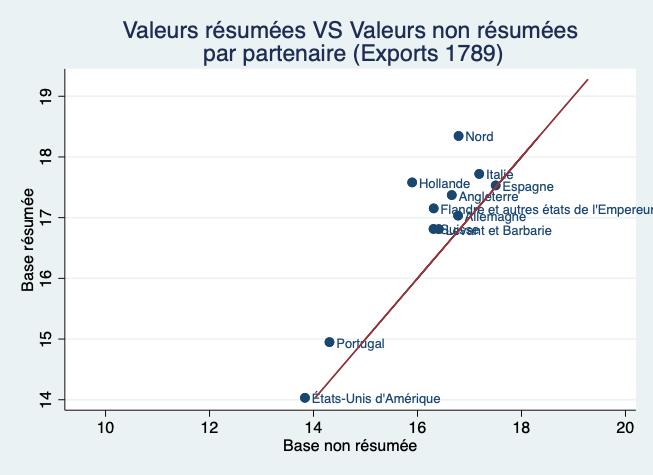 Valeurs résumées VS Valeurs non résumées
par partenaire (Exports 1789)
19
18
17
16
15
14
Base résumée
Nord
Italie
Hollande
Espagne
Angleterre
Flandre et autres états de l'Empereur
Allemagne
Suisse
Levant et Barbarie
Portugal
États-Unis d'Amérique
10
12
14
16
18
20
Base non résumée